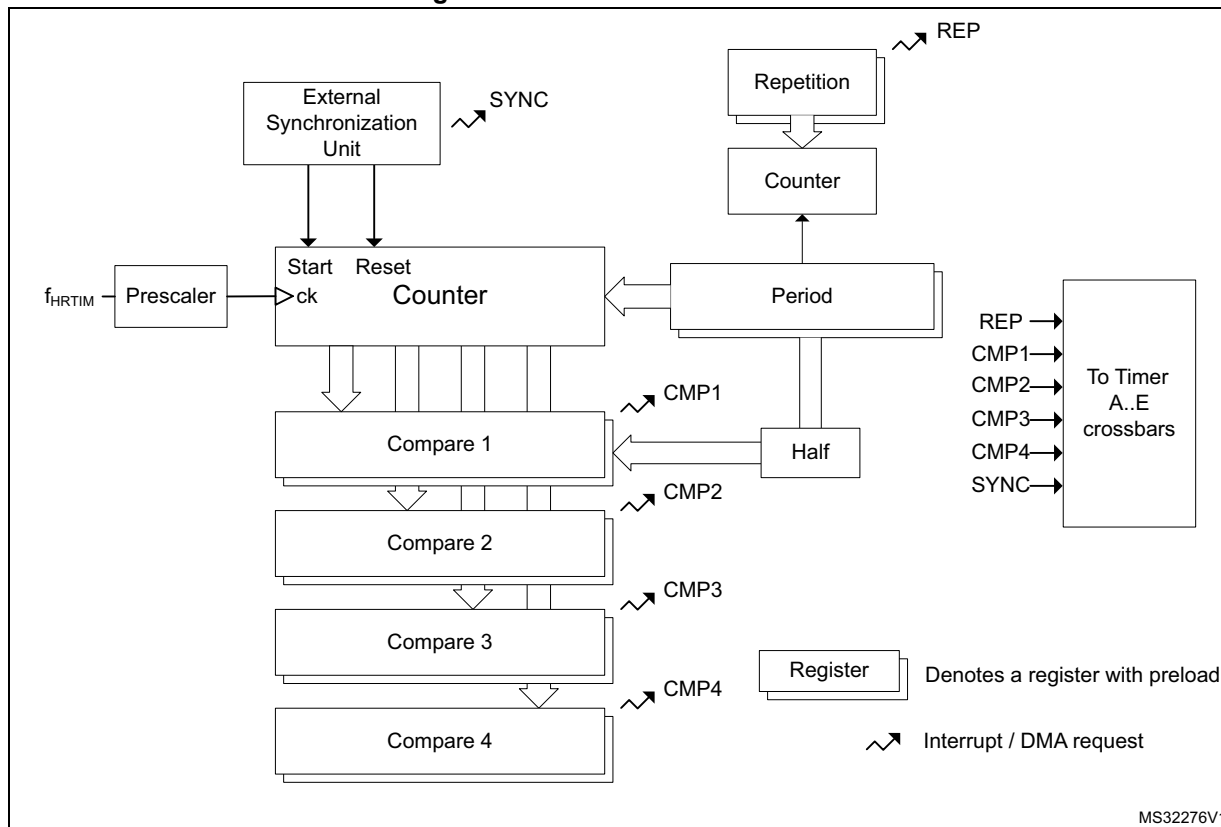 REP
Repetition
External
Synchronization
Unit
SYNC
Counter
Start Reset
f_HRTIM
Prescaler
ck
Counter
Period
REP
CMP1
CMP2
CMP3
CMP4
SYNC
To Timer
A..E
crossbars
CMP1
Compare 1
Half
CMP2
Compare 2
CMP3
Compare 3
CMP4
Compare 4
Register
Denotes a register with preload
Interrupt / DMA request
MS32276V1